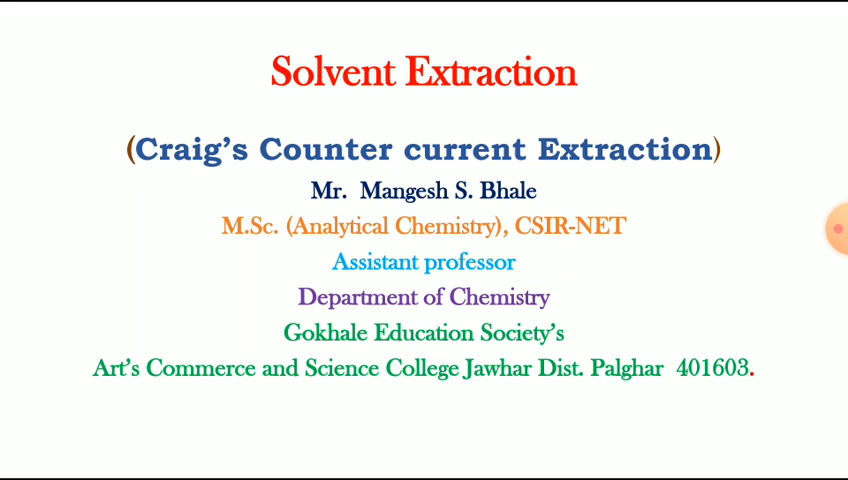 Solvent Extraction
(Craig's Counter current Extraction)
Mr. Mangesh S. Bhale
M.Sc. (Analytical Chemistry), CSIR-NET
Assistant professor
Department of Chemistry
Gokhale Education Society's
Art's Commerce and Science College Jawhar Dist. Palghar 401603.